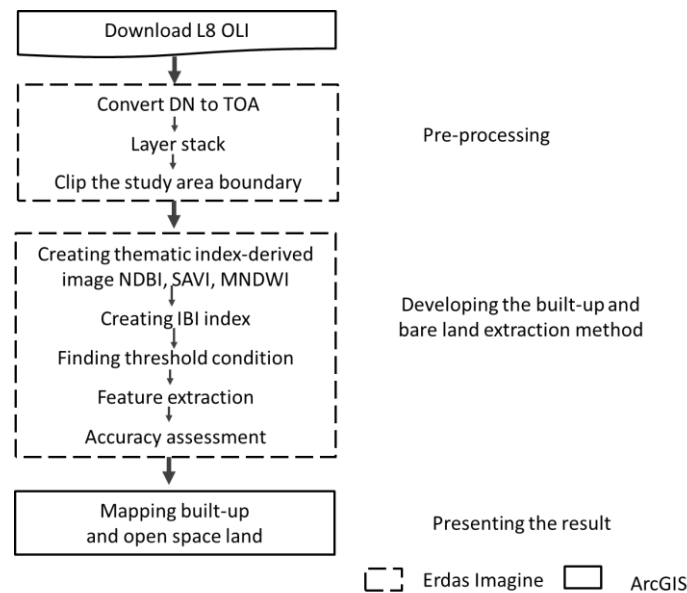 Download L8 OLI
Convert DN to TOA
Layer stack
Clip the study area boundary
Pre-processing
Creating thematic index-derived
image NDBI, SAVI, MNDWI
Creating IBI index
Finding threshold condition
Feature extraction
Accuracy assessment
Developing the built-up and
bare land extraction method
Mapping built-up
and open space land
Presenting the result
Erdas Imagine
ArcGIS